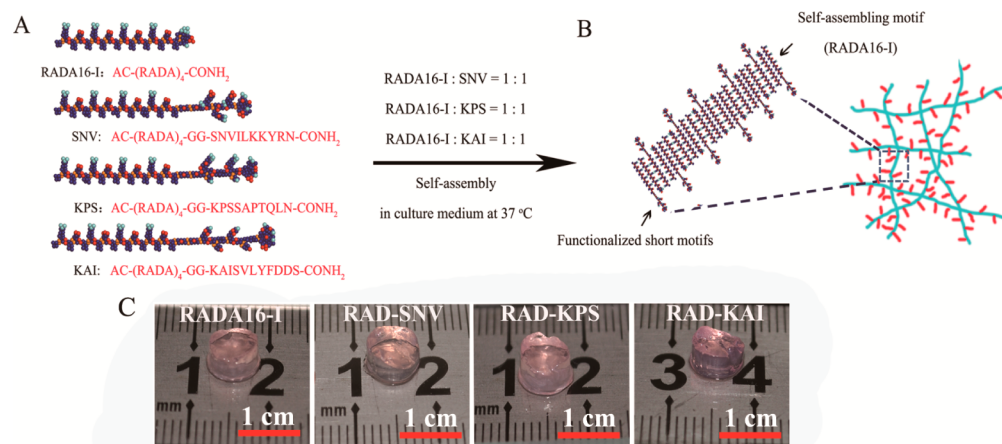 A
RADA16-I: AC-(RADA)₄-CONH₂
SNV: AC-(RADA)₄-GG-SNVILKKYRN-CONH₂
KPS: AC-(RADA)₄-GG-KPSSAPTQLN-CONH₂
KAI: AC-(RADA)₄-GG-KAISVLYFDDS-CONH₂
RADA16-I : SNV = 1 : 1
RADA16-I : KPS = 1 : 1
RADA16-I : KAI = 1 : 1
Self-assembly
in culture medium at 37 °C
B
Self-assembling motif
(RADA16-I)
Functionalized short motifs
C
RADA16-I
1 2
mm
1 cm
RAD-SNV
1 2
mm
1 cm
RAD-KPS
1 2
mm
1 cm
RAD-KAI
3 4
1 cm